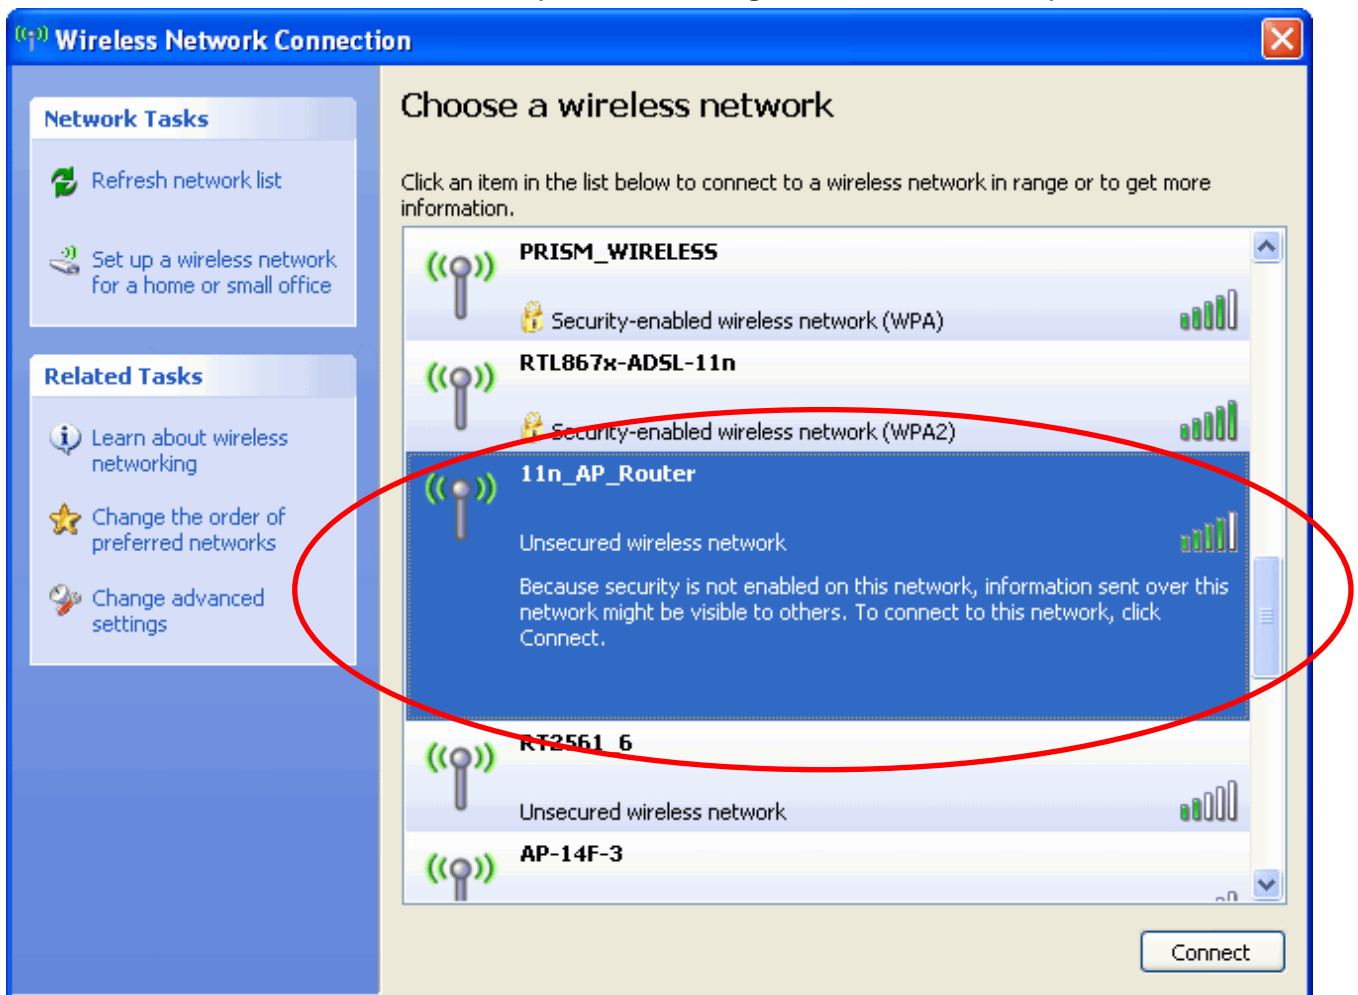 Wireless Network Connection
Network Tasks
Refresh network list
Set up a wireless network
for a home or small office
Related Tasks
Learn about wireless
networking
Change the order of
preferred networks
Change advanced
settings
Choose a wireless network
Click an item in the list below to connect to a wireless network in range or to get more
information.
PRISM_WIRELESS
Security-enabled wireless network (WPA)
RTL867x-ADSL-11n
Security-enabled wireless network (WPA2)
11n_AP_Router
Unsecured wireless network
Because security is not enabled on this network, information sent over this
network might be visible to others. To connect to this network, click
Connect.
RT2561_6
Unsecured wireless network
AP-14F-3
Connect